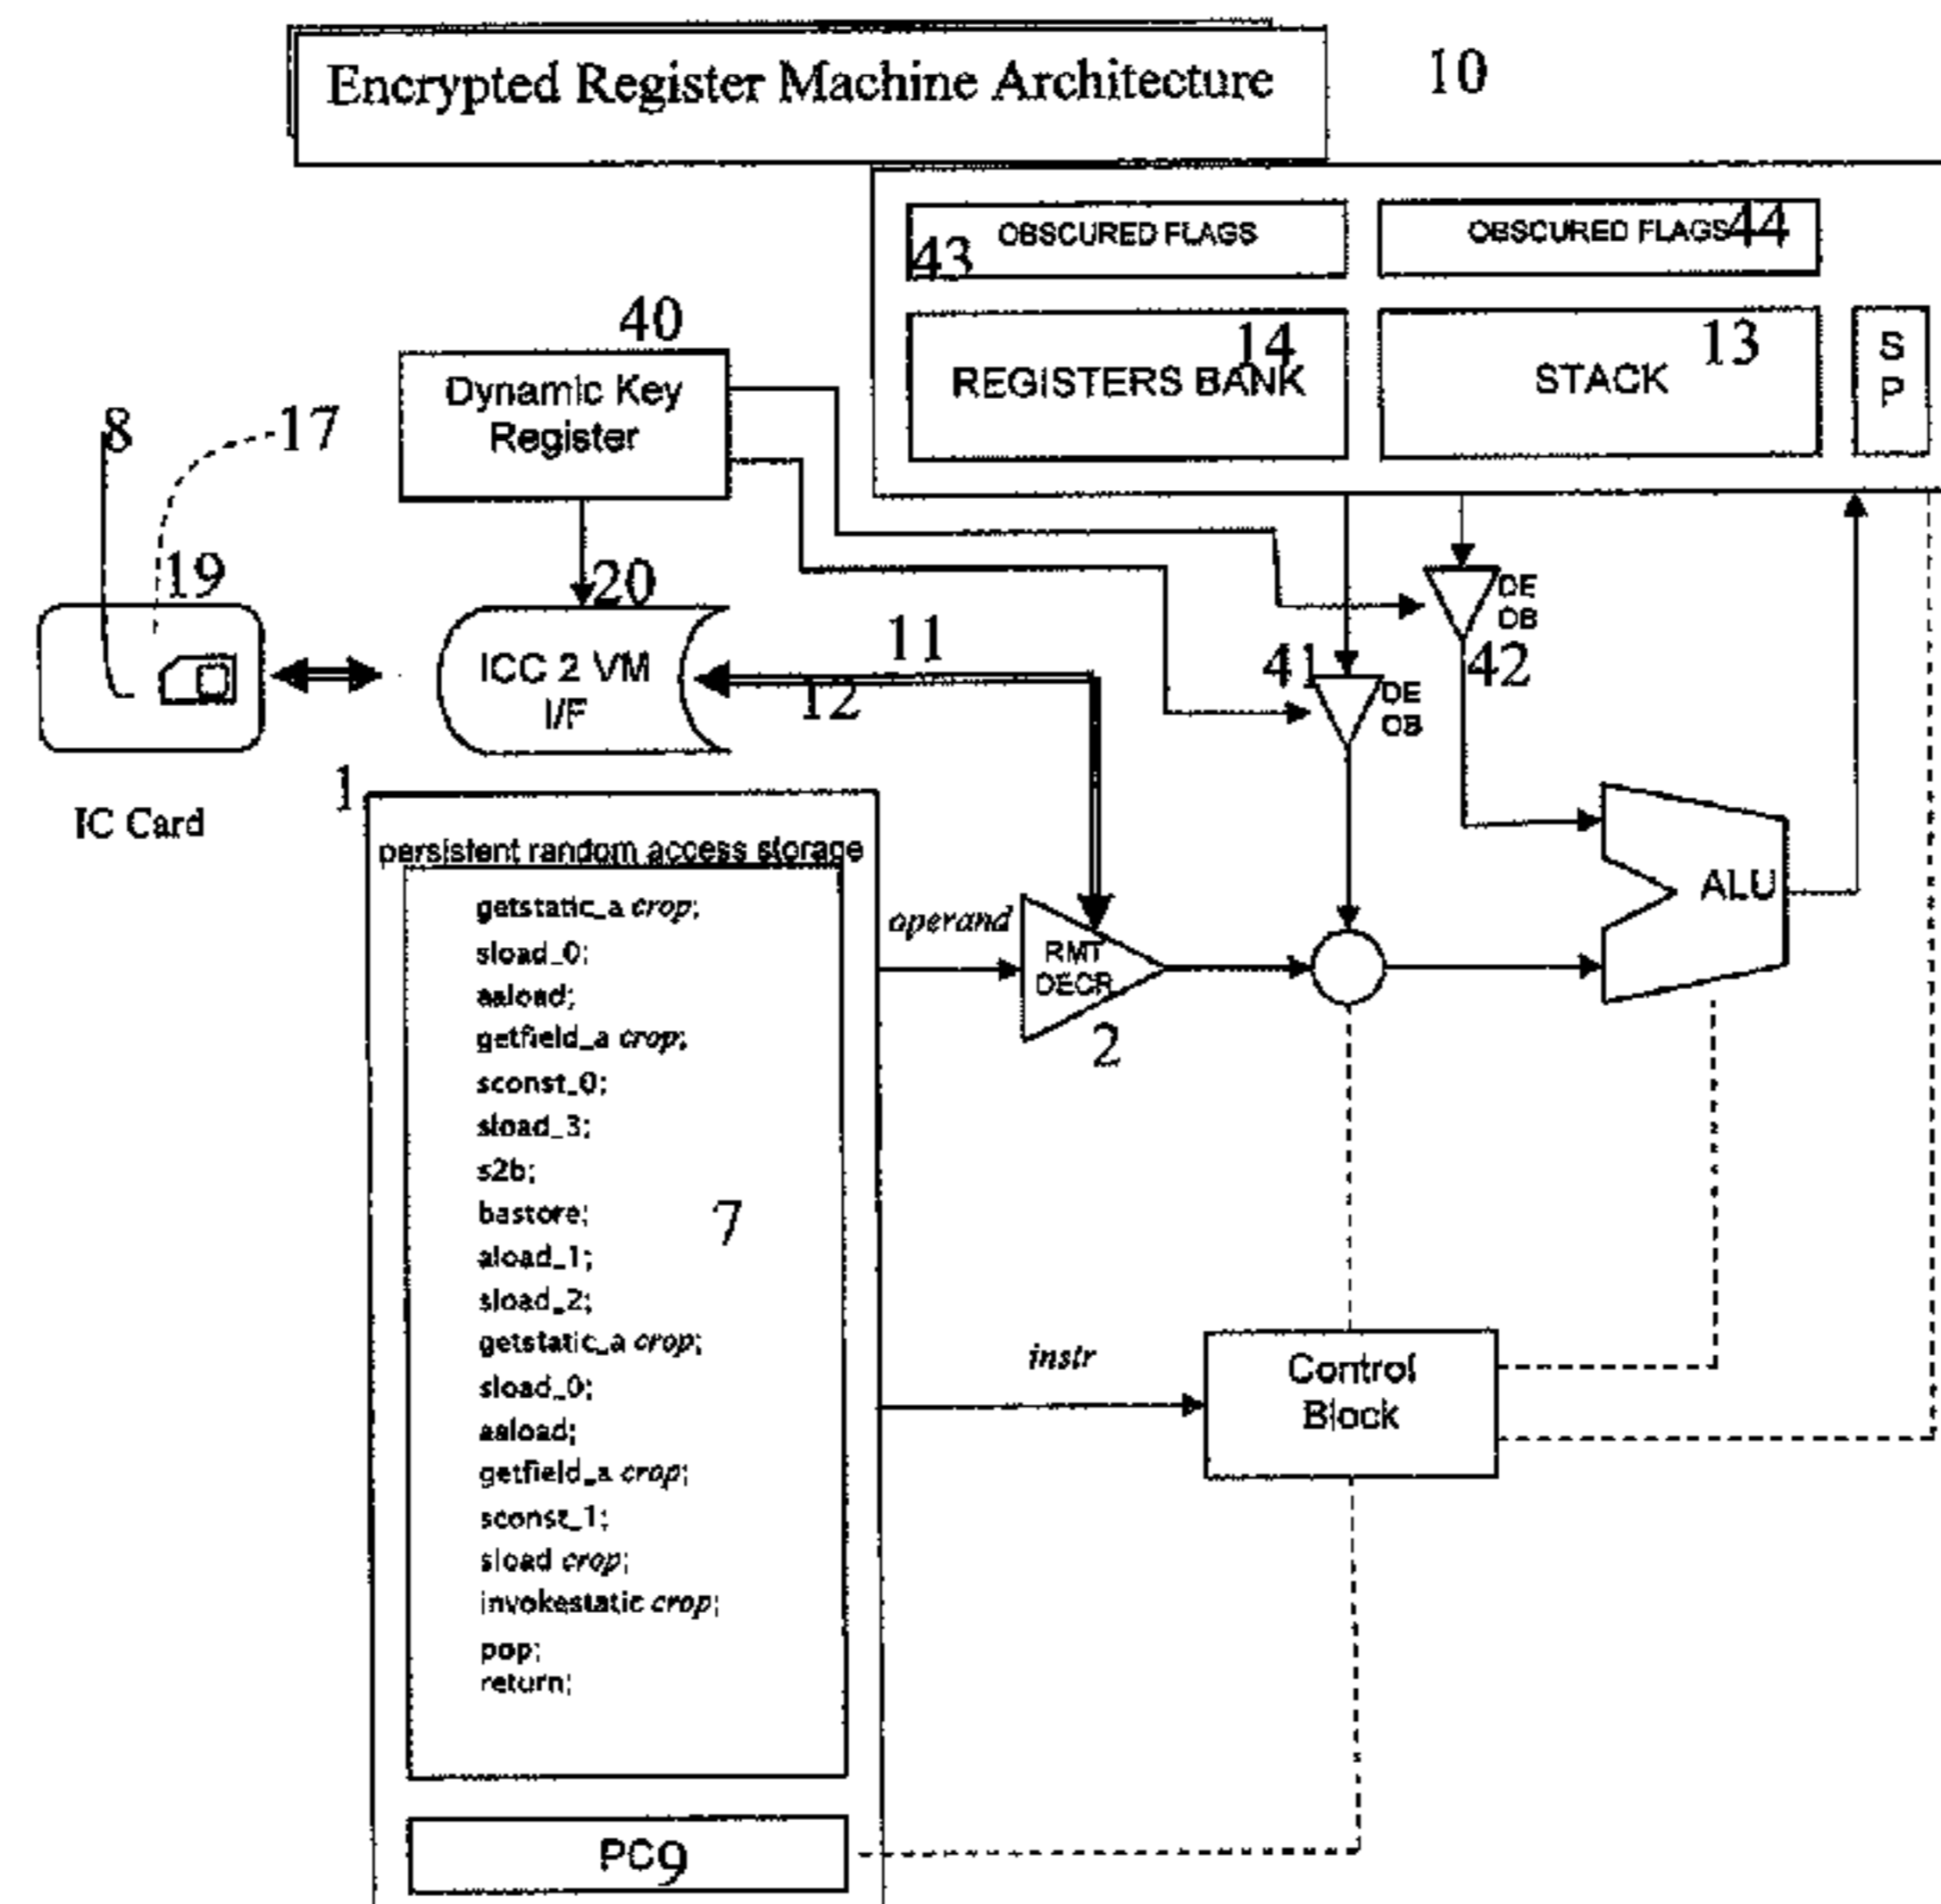 Encrypted Register Machine Architecture
10
OBSCURED FLAGS
43
OBSCURED FLAGS
44
40
Dynamic Key
Register
REGISTERS BANK
14
STACK
13
S
P
8
17
19
20
ICC 2 VM
I/F
11
12
DE
OB
42
41
DE
OB
IC Card
1
persistent random access storage
getstatic_a crop;
sload_0;
aaload;
getfield_a crop;
sconst_0;
sload_3;
s2b;
bastore;
aload_1;
sload_2;
getstatic_a crop;
sload_0;
aaload;
getfield_a crop;
sconst_1;
sload crop;
invokestatic crop;
pop;
return;
7
operand
RMT
DECR
2
ALU
instr
Control
Block
PC
9